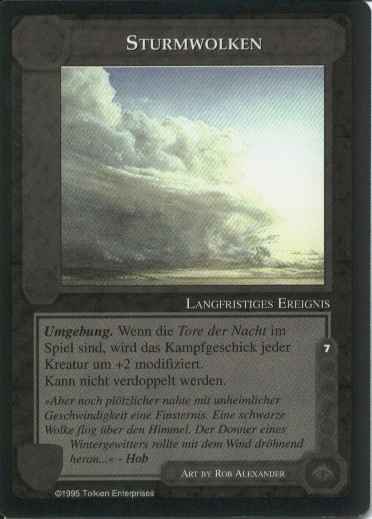 STURMWOLKEN
LANGFRISTIGES EREIGNIS
Umgebung. Wenn die Tore der Nacht im
Spiel sind, wird das Kampfgeschick jeder
Kreatur um +2 modifiziert.
Kann nicht verdoppelt werden.
7
»Aber noch plötzlicher nahte mit unheimlicher
Geschwindigkeit eine Finsternis. Eine schwarze
Wolke flog über den Himmel. Der Donner eines
Wintergewitters rollte mit dem Wind dröhnend
heran...« - Hob
ART BY ROB ALEXANDER
©1995 Tolkien Enterprises